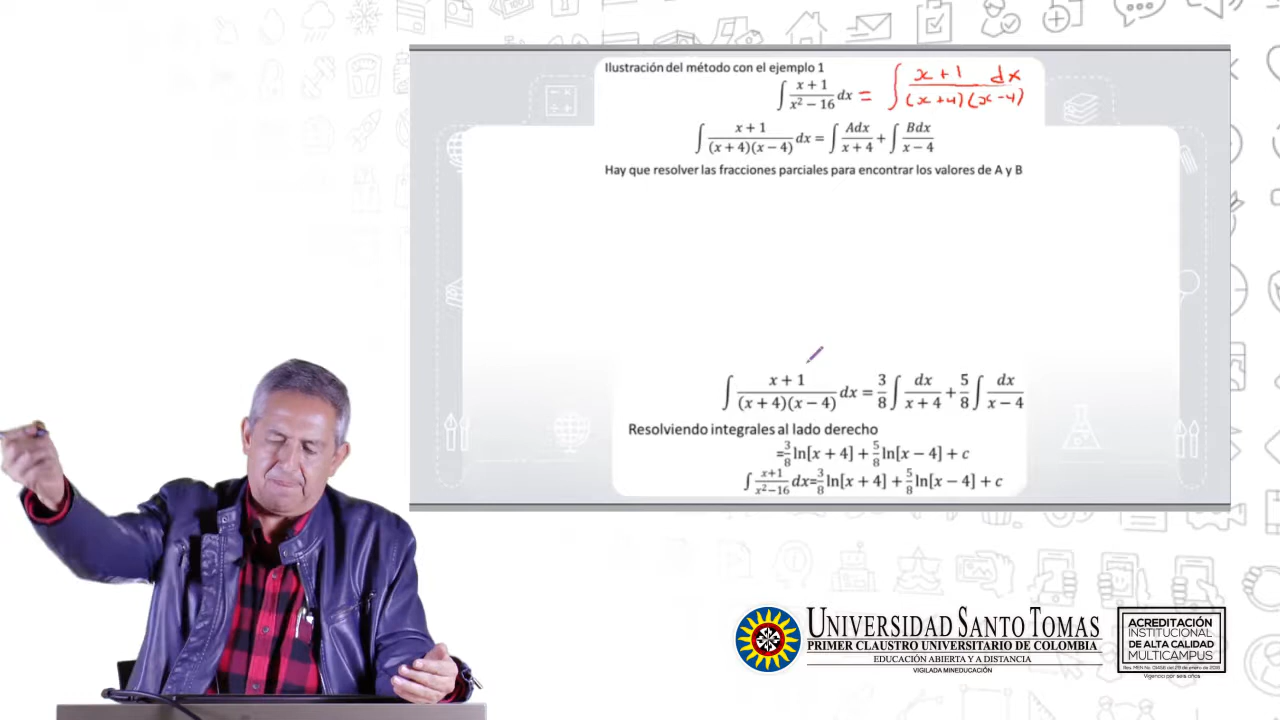 Ilustración del método con el ejemplo 1
∫ x + 1 / x² − 16 dx = ∫ x + 1 dx / (x + 4)(x − 4)
∫ x + 1 / (x + 4)(x − 4) dx = ∫ Adx / x + 4 + ∫ Bdx / x − 4
Hay que resolver las fracciones parciales para encontrar los valores de A y B
∫ x + 1 / (x + 4)(x − 4) dx = 3/8 ∫ dx / x + 4 + 5/8 ∫ dx / x − 4
Resolviendo integrales al lado derecho
=3/8 ln[x + 4] + 5/8 ln[x − 4] + c
∫ x+1 / x²−16 dx=3/8 ln[x + 4] + 5/8 ln[x − 4] + c
UNIVERSIDAD SANTO TOMAS
PRIMER CLAUSTRO UNIVERSITARIO DE COLOMBIA
EDUCACIÓN ABIERTA Y A DISTANCIA
VIGILADA MINEDUCACIÓN
ACREDITACIÓN
INSTITUCIONAL
DE ALTA CALIDAD
MULTICAMPUS